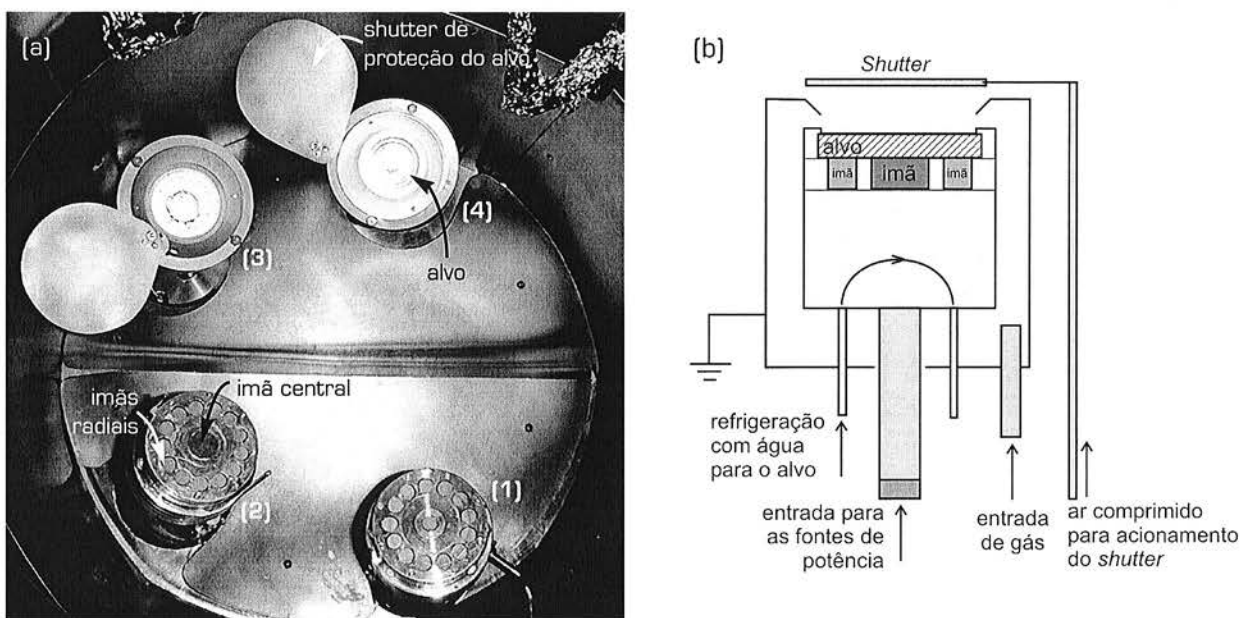 (a)
shutter de
proteção do alvo
(4)
(3)
alvo
imã central
imãs
radiais
(1)
(2)
(b)
Shutter
alvo
imã
imã
imã
refrigeração
com água
para o alvo
entrada para
as fontes de
potência
entrada
de gás
ar comprimido
para acionamento
do shutter